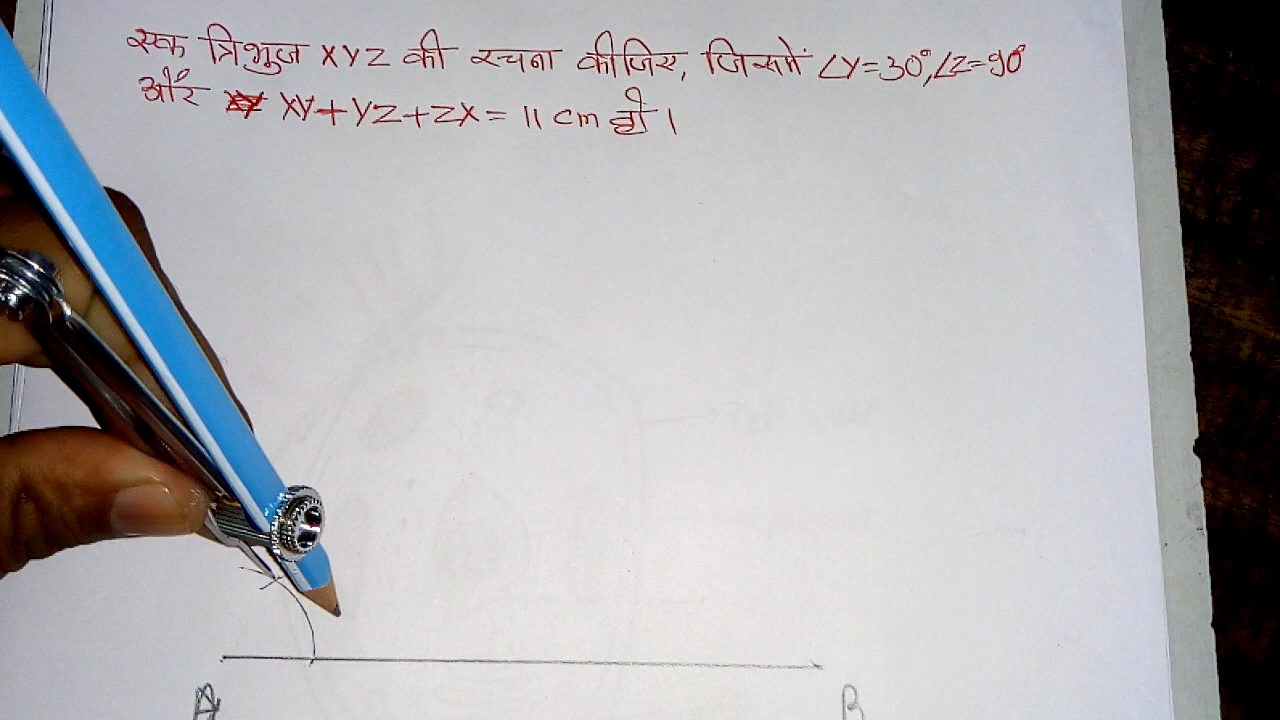 एक त्रिभुज XYZ की रचना कीजिए, जिसमें ∠Y=30°,∠Z=90°
और XY+YZ+ZX= 11 cm हो ।
A B